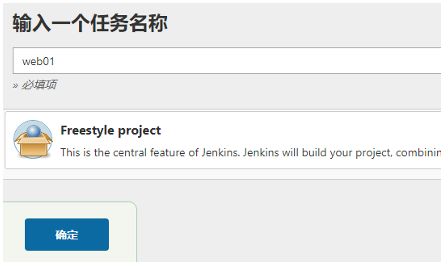 输入一个任务名称
web01
» 必填项
Freestyle project
This is the central feature of Jenkins. Jenkins will build your project, combinin
确定